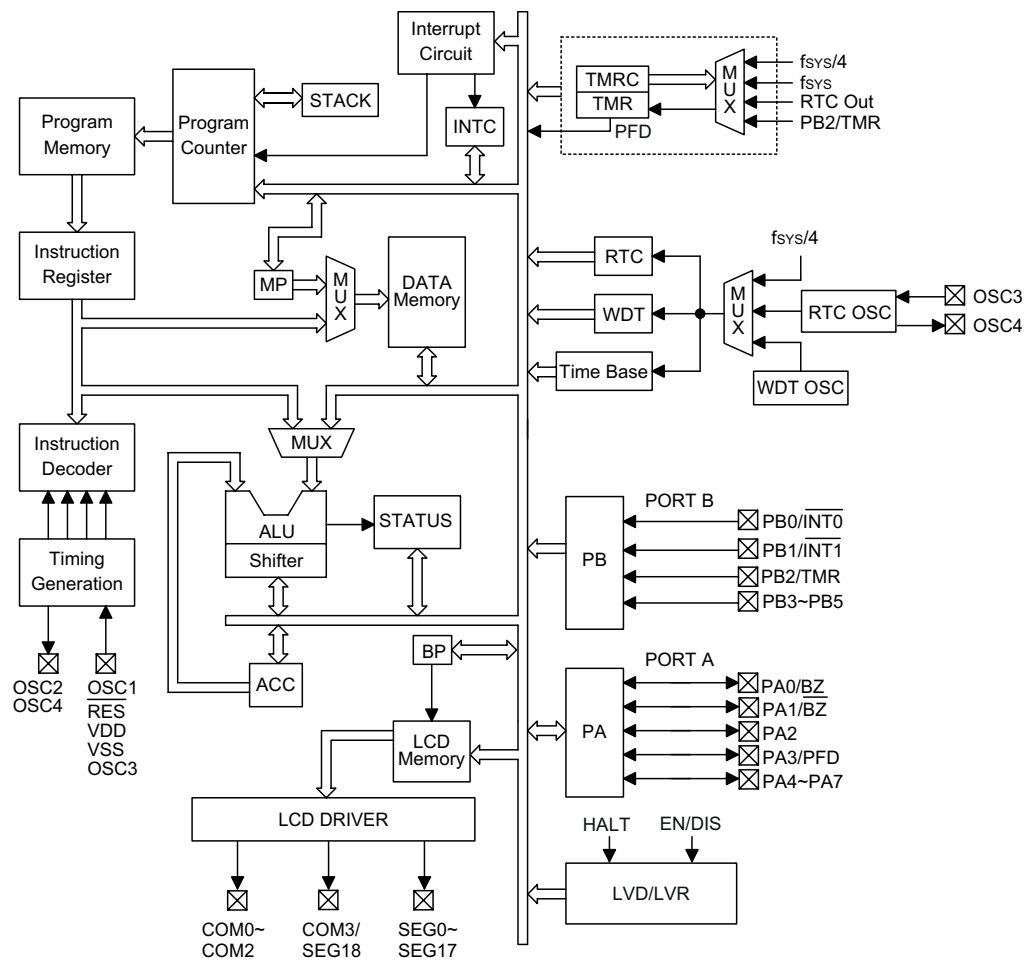 Interrupt
Circuit
STACK
Program
Memory
Program
Counter
INTC
TMRC
TMR
PFD
MUX
fSYS/4
fSYS
RTC Out
PB2/TMR
Instruction
Register
MP
MUX
DATA
Memory
RTC
WDT
Time Base
MUX
fSYS/4
RTC OSC
WDT OSC
OSC3
OSC4
Instruction
Decoder
MUX
ALU
Shifter
STATUS
Timing
Generation
OSC2
OSC4
OSC1
R̅E̅S̅
VDD
VSS
OSC3
ACC
BP
LCD
Memory
LCD DRIVER
COM0~
COM2
COM3/
SEG18
SEG0~
SEG17
PORT B
PB
PB0/I̅N̅T̅0̅
PB1/I̅N̅T̅1̅
PB2/TMR
PB3~PB5
PORT A
PA
PA0/BZ
PA1/B̅Z̅
PA2
PA3/PFD
PA4~PA7
HALT
EN/DIS
LVD/LVR